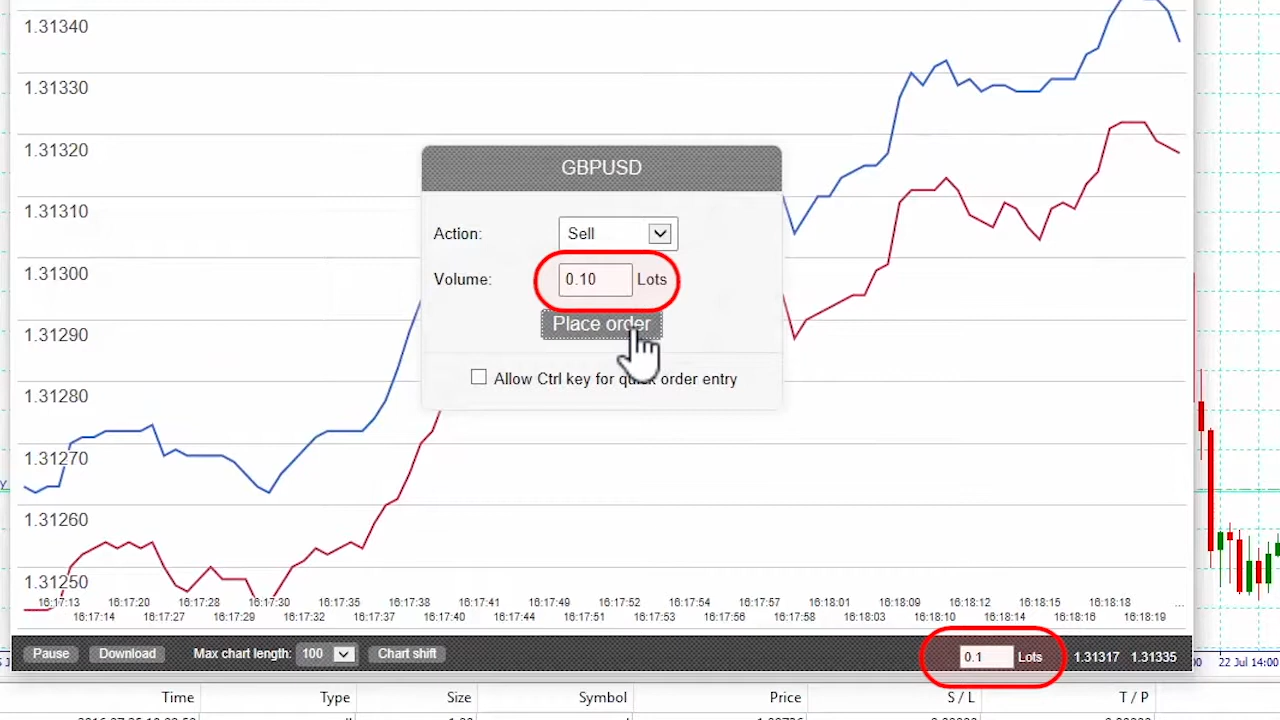 1.31340
1.31330
1.31320
1.31310
1.31300
1.31290
1.31280
1.31270
1.31260
1.31250
GBPUSD
Action: Sell
Volume: 0.10 Lots
Place order
Allow Ctrl key for quick order entry
16:17:13 16:17:20 16:17:28 16:17:30 16:17:35 16:17:38 16:17:41 16:17:49 16:17:52 16:17:54 16:17:57 16:18:01 16:18:09 16:18:12 16:18:15 16:18:18 ...
16:17:14 16:17:27 16:17:29 16:17:32 16:17:37 16:17:40 16:17:44 16:17:51 16:17:53 16:17:56 16:17:58 16:18:03 16:18:10 16:18:14 16:18:16 16:18:19
Pause Download Max chart length: 100 Chart shift 0.1 Lots 1.31317 1.31335
22 Jul 14:00
Time Type Size Symbol Price S / L T / P